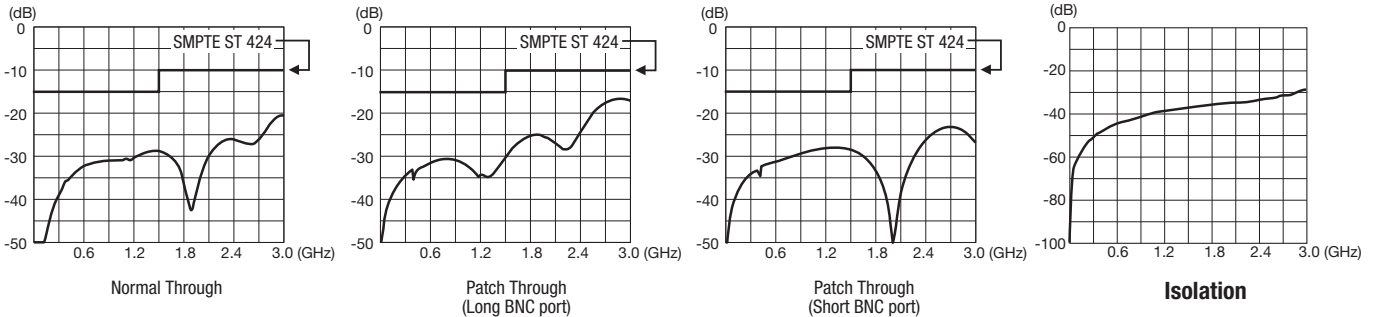 (dB)
0
-10
-20
-30
-40
-50
SMPTE ST 424
0.6
1.2
1.8
2.4
3.0 (GHz)
Normal Through
(dB)
0
-10
-20
-30
-40
-50
SMPTE ST 424
0.6
1.2
1.8
2.4
3.0 (GHz)
Patch Through
(Long BNC port)
(dB)
0
-10
-20
-30
-40
-50
SMPTE ST 424
0.6
1.2
1.8
2.4
3.0 (GHz)
Patch Through
(Short BNC port)
(dB)
0
-20
-40
-60
-80
-100
0.6
1.2
1.8
2.4
3.0 (GHz)
Isolation